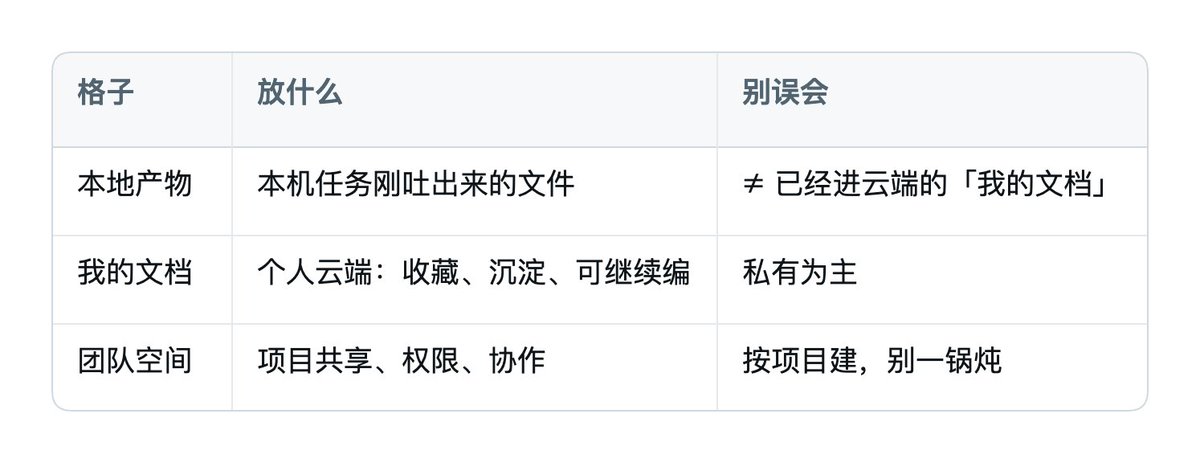 格子 放什么 别误会
本地产物 本机任务刚吐出来的文件 ≠ 已经进云端的「我的文档」
我的文档 个人云端：收藏、沉淀、可继续编 私有为主
团队空间 项目共享、权限、协作 按项目建，别一锅炖